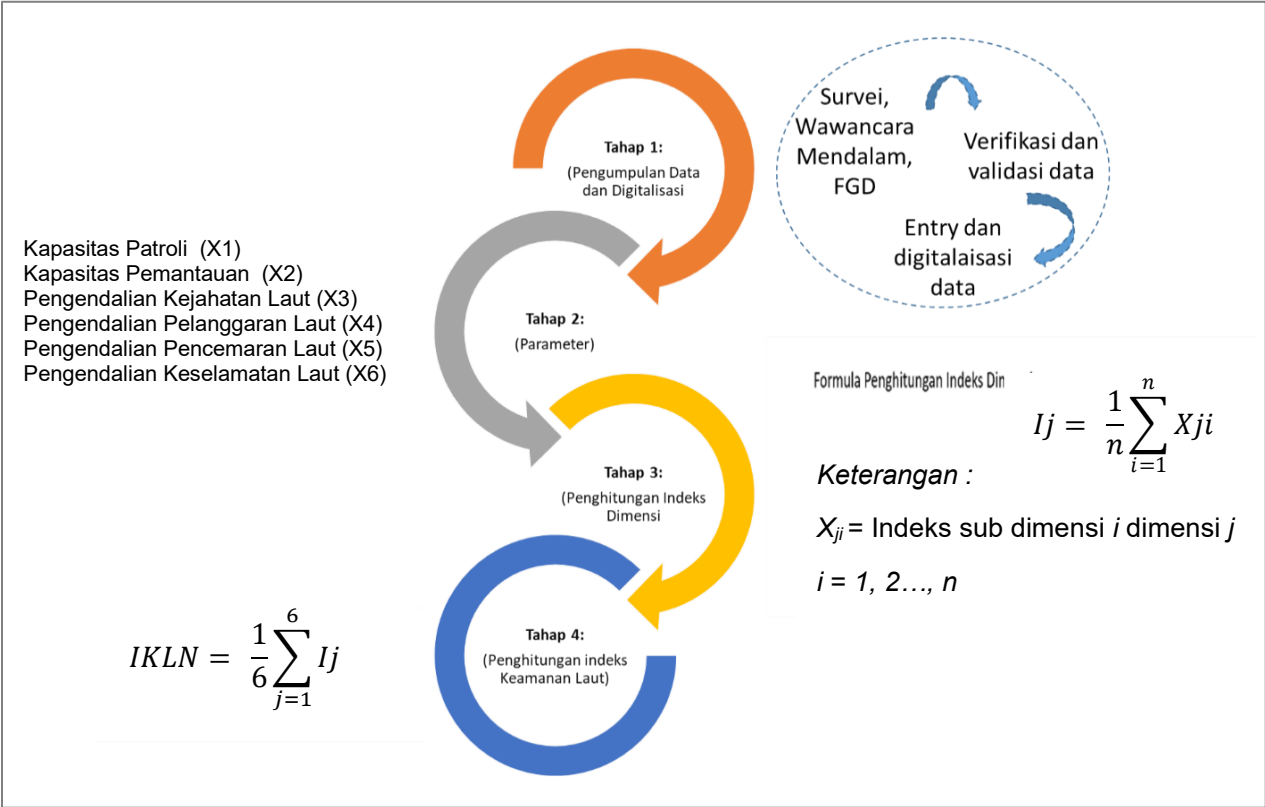 Tahap 1:
(Pengumpulan Data
dan Digitalisasi
Survei,
Wawancara
Mendalam,
FGD
Verifikasi dan
validasi data
Entry dan
digitalaisasi
data
Kapasitas Patroli (X1)
Kapasitas Pemantauan (X2)
Pengendalian Kejahatan Laut (X3)
Pengendalian Pelanggaran Laut (X4)
Pengendalian Pencemaran Laut (X5)
Pengendalian Keselamatan Laut (X6)
Tahap 2:
(Parameter)
Formula Penghitungan Indeks Din
Ij = 1/n ∑_{i=1}^{n} Xji
Keterangan :
X_{ji} = Indeks sub dimensi i dimensi j
i = 1, 2…, n
Tahap 3:
(Penghitungan Indeks
Dimensi
Tahap 4:
(Penghitungan indeks
Keamanan Laut)
IKLN = 1/6 ∑_{j=1}^{6} Ij